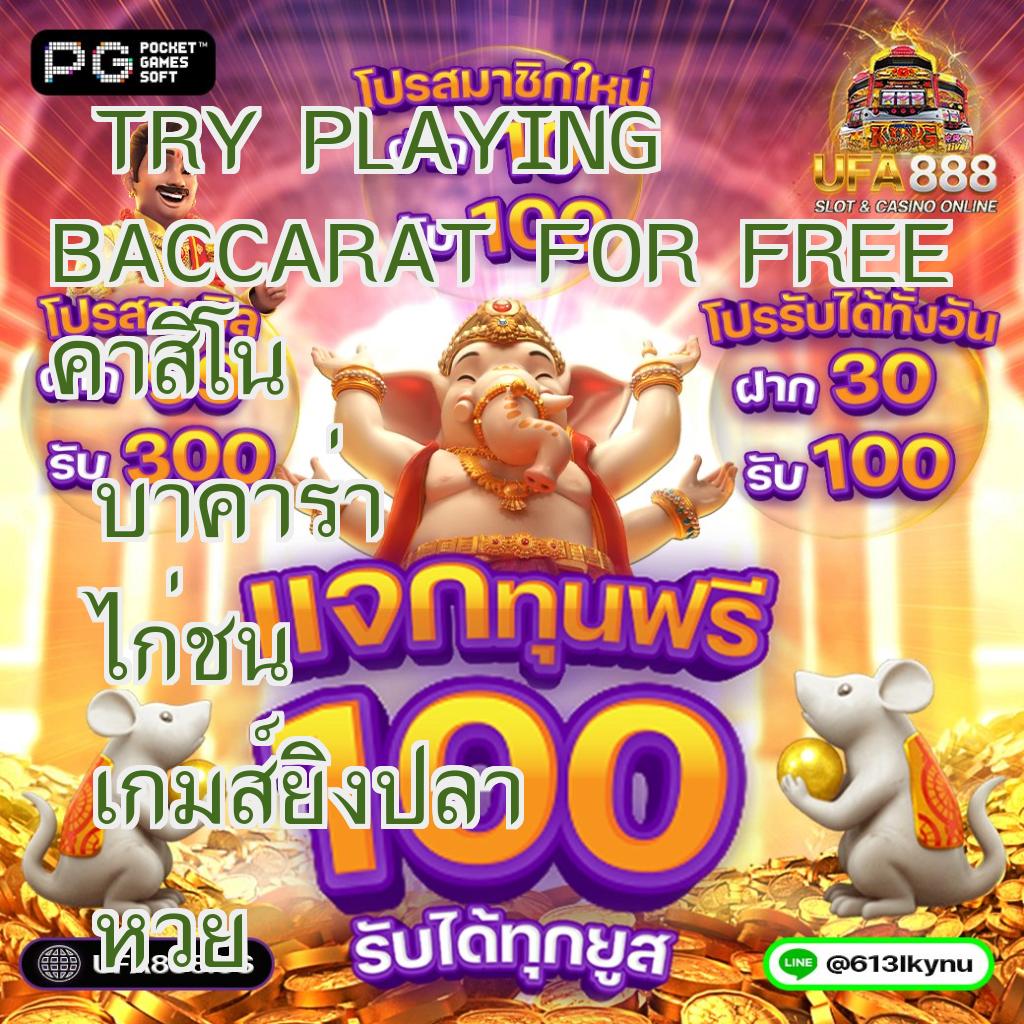 PG POCKET GAMES SOFT™
โปรสมาชิกใหม่
รับ 100
UFA888
SLOT & CASINO ONLINE
TRY PLAYING
BACCARAT FOR FREE
คาสิโน
บาคาร่า
ไก่ชน
เกมส์ยิงปลา
หวย
รับ 300
โปรรับได้ทั้งวัน
ฝาก 30
รับ 100
แจกทุนฟรี
100
รับได้ทุกยูส
LINE @613lkynu